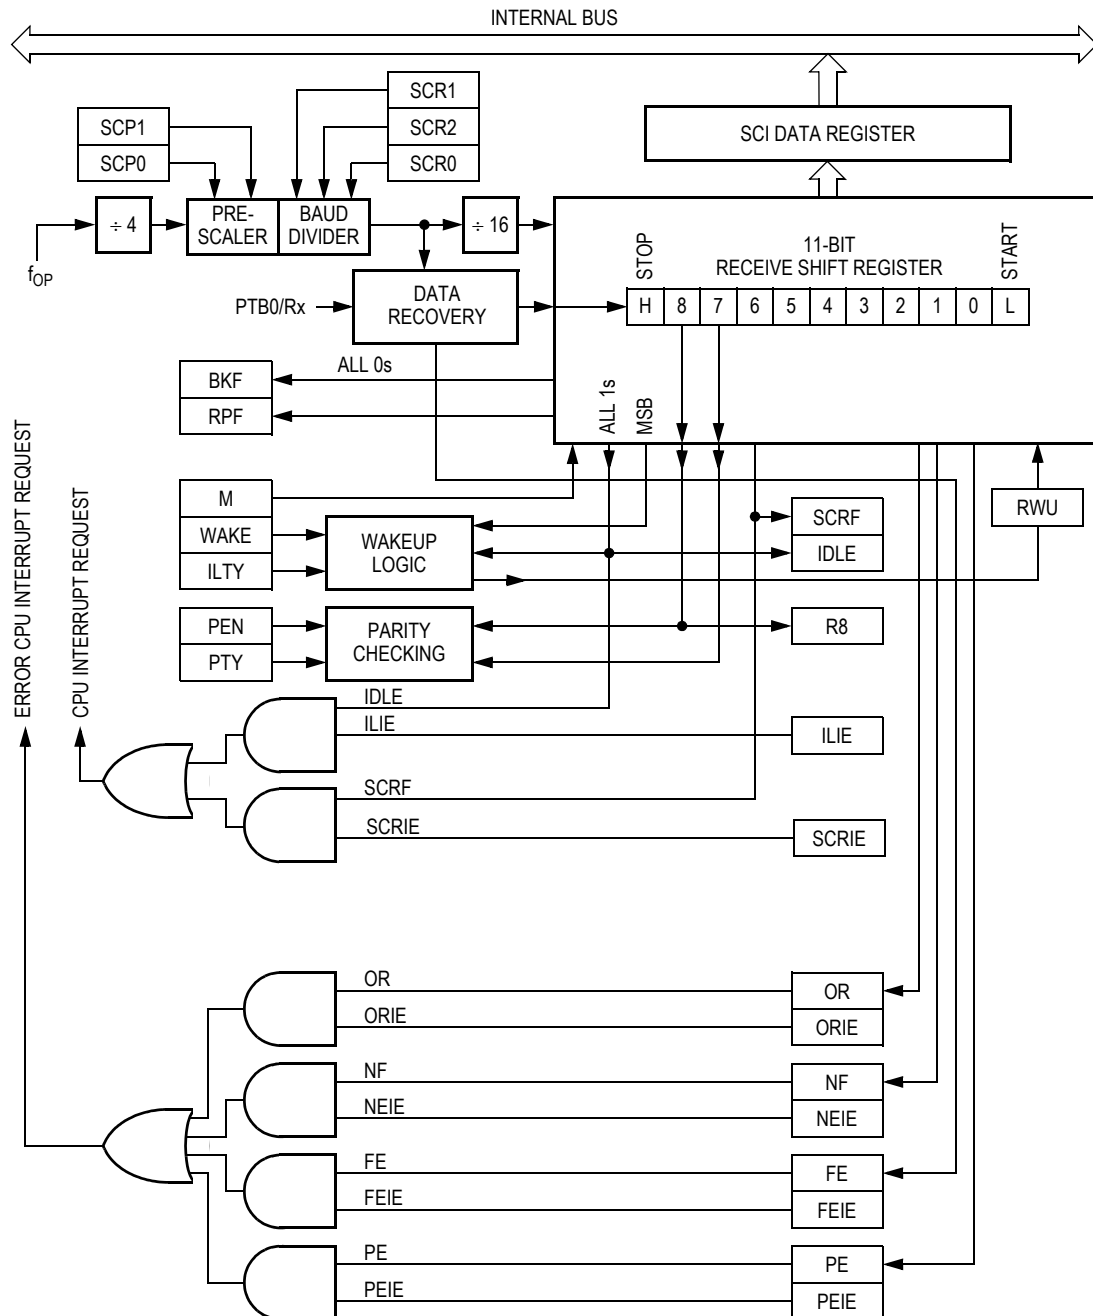 INTERNAL BUS
SCP1
SCP0
SCR1
SCR2
SCR0
SCI DATA REGISTER
fOP
÷ 4
PRE-
SCALER
BAUD
DIVIDER
÷ 16
PTB0/Rx
DATA
RECOVERY
11-BIT
RECEIVE SHIFT REGISTER
STOP
START
H 8 7 6 5 4 3 2 1 0 L
ALL 0s
BKF
RPF
ALL 1s
MSB
M
WAKE
ILTY
WAKEUP
LOGIC
SCRF
IDLE
RWU
PEN
PTY
PARITY
CHECKING
R8
ERROR CPU INTERRUPT REQUEST
CPU INTERRUPT REQUEST
IDLE
ILIE
ILIE
SCRF
SCRIE
SCRIE
OR
ORIE
OR
ORIE
NF
NEIE
NF
NEIE
FE
FEIE
FE
FEIE
PE
PEIE
PE
PEIE